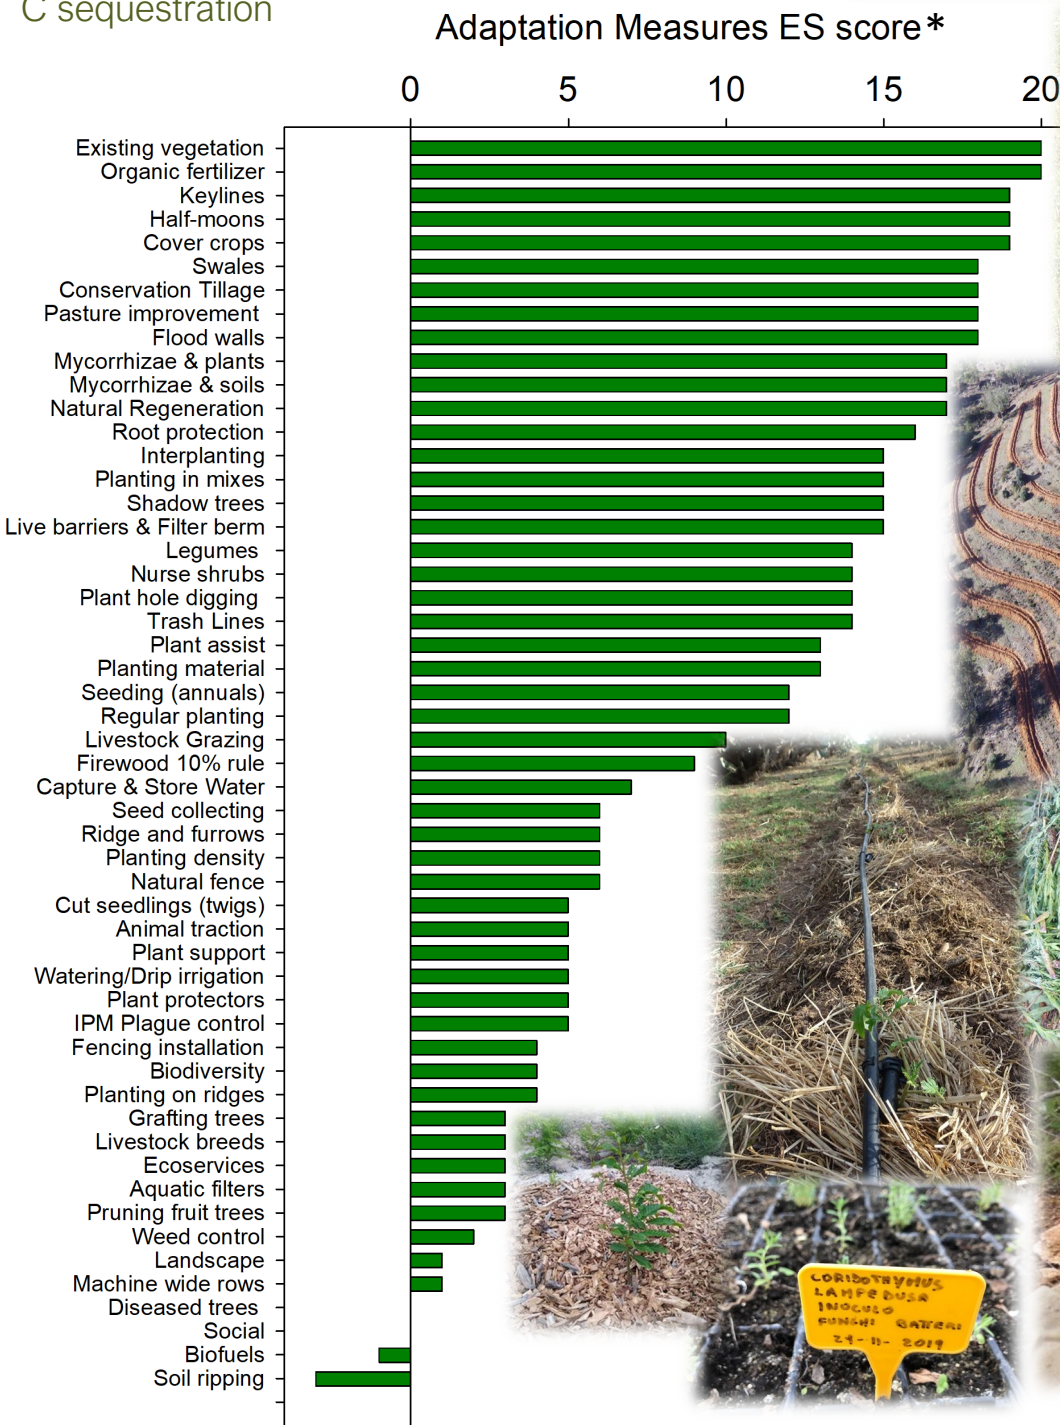 C sequestration
Adaptation Measures ES score*
0 5 10 15 20
Existing vegetation
Organic fertilizer
Keylines
Half-moons
Cover crops
Swales
Conservation Tillage
Pasture improvement
Flood walls
Mycorrhizae & plants
Mycorrhizae & soils
Natural Regeneration
Root protection
Interplanting
Planting in mixes
Shadow trees
Live barriers & Filter berm
Legumes
Nurse shrubs
Plant hole digging
Trash Lines
Plant assist
Planting material
Seeding (annuals)
Regular planting
Livestock Grazing
Firewood 10% rule
Capture & Store Water
Seed collecting
Ridge and furrows
Planting density
Natural fence
Cut seedlings (twigs)
Animal traction
Plant support
Watering/Drip irrigation
Plant protectors
IPM Plague control
Fencing installation
Biodiversity
Planting on ridges
Grafting trees
Livestock breeds
Ecoservices
Aquatic filters
Pruning fruit trees
Weed control
Landscape
Machine wide rows
Diseased trees
Social
Biofuels
Soil ripping
CORIDOTHYMUS
LAMPEDUSA
INOCULO
FUNGHI BATTERI
29-11-2019